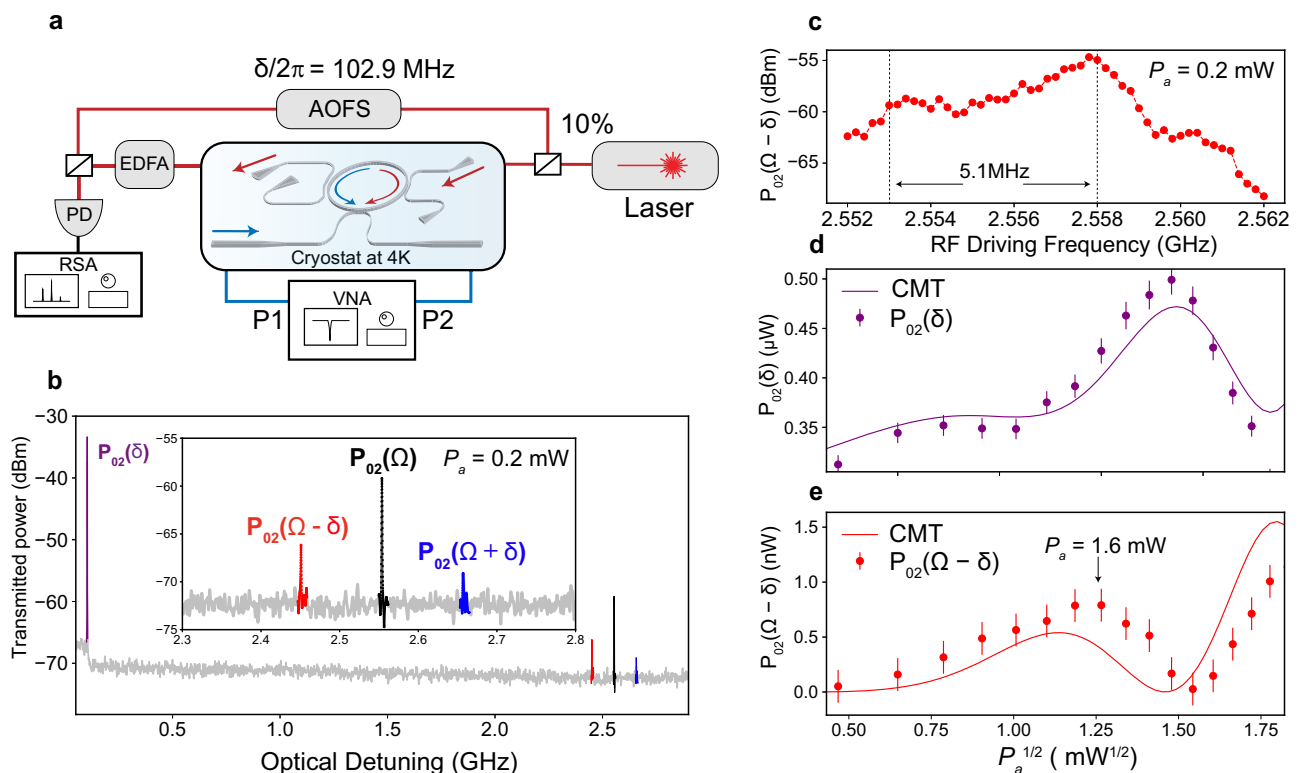 a
δ/2π = 102.9 MHz
AOFS
10%
EDFA
Laser
PD
Cryostat at 4K
RSA
VNA
P1
P2
b
Transmitted power (dBm)
−30
−40
−50
−60
−70
P02(δ)
−55
−60
−65
−70
−75
P02(Ω)
Pa = 0.2 mW
P02(Ω - δ)
P02(Ω + δ)
2.3 2.4 2.5 2.6 2.7 2.8
0.5 1.0 1.5 2.0 2.5
Optical Detuning (GHz)
c
P02(Ω − δ) (dBm)
−55
−60
−65
Pa = 0.2 mW
5.1MHz
2.552 2.554 2.556 2.558 2.560 2.562
RF Driving Frequency (GHz)
d
P02(δ) (μW)
0.50
0.45
0.40
0.35
CMT
P02(δ)
e
P02(Ω − δ) (nW)
1.5
1.0
0.5
0.0
CMT
P02(Ω − δ)
Pa = 1.6 mW
0.50 0.75 1.00 1.25 1.50 1.75
Pa1/2 ( mW1/2)